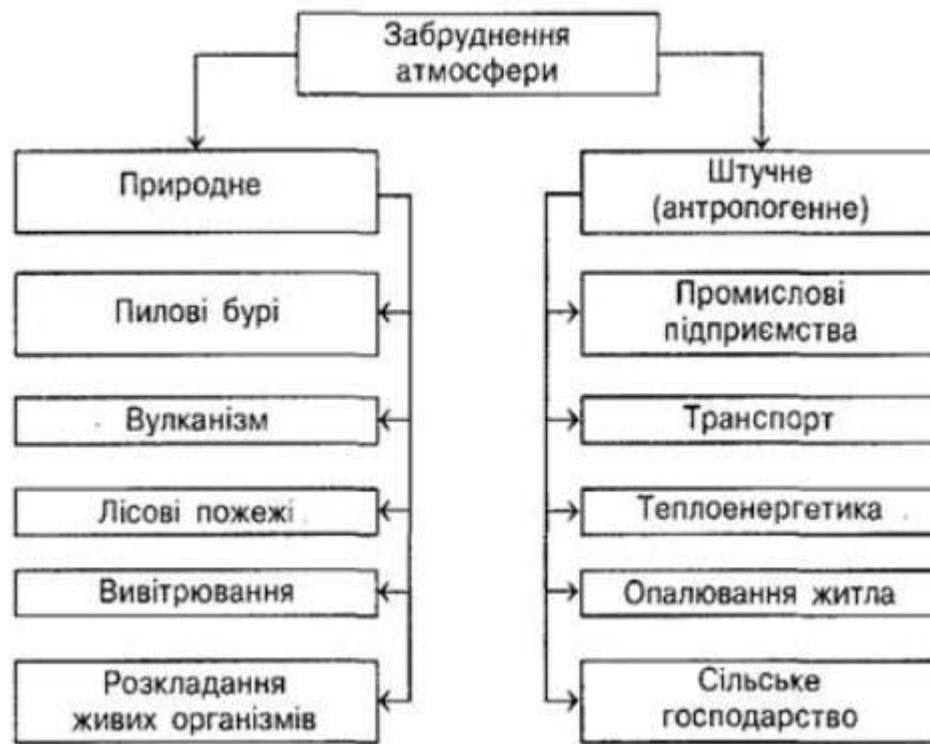 Забруднення
атмосфери
Природне
Пилові бурі
Вулканізм
Лісові пожежі
Вивітрювання
Розкладання
живих організмів
Штучне
(антропогенне)
Промислові
підприємства
Транспорт
Теплоенергетика
Опалювання житла
Сільське
господарство